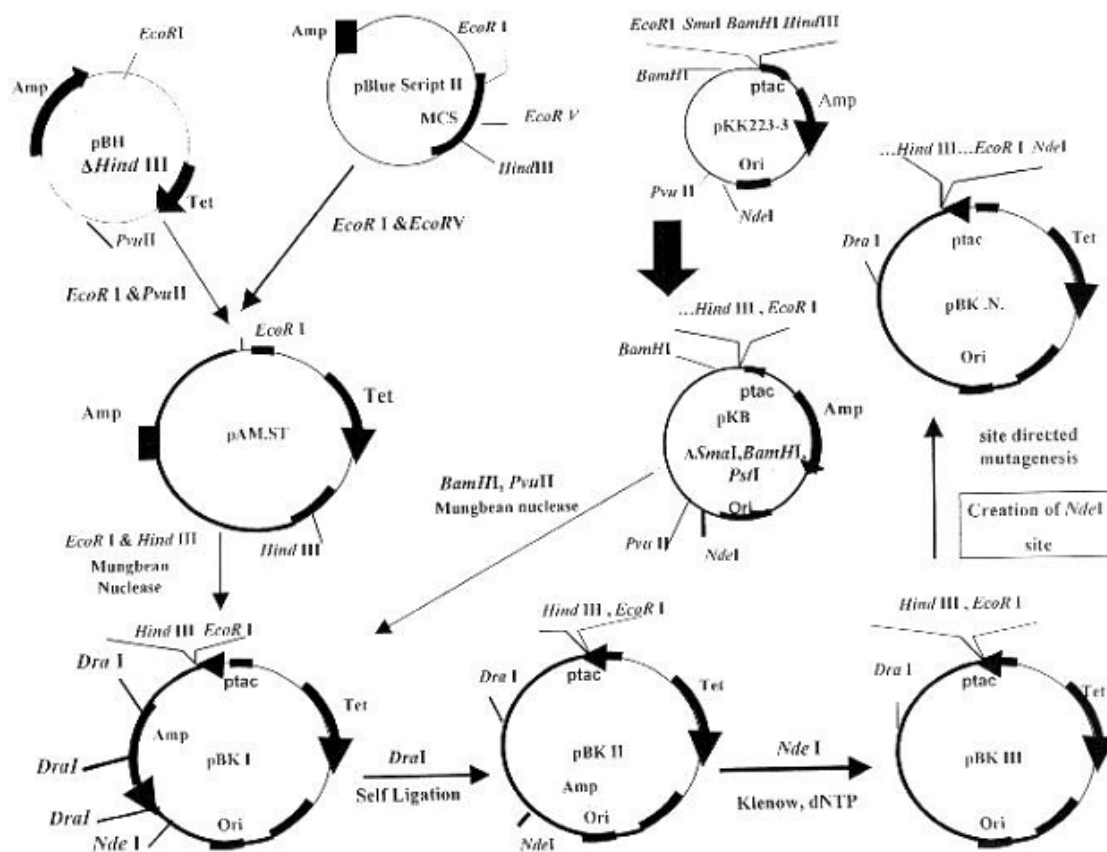 EcoRI
Amp
pBH
ΔHind III
Tet
PvuII
EcoR I & PvuII
Amp
EcoR I
pBlue Script II
MCS
EcoR V
HindIII
EcoR I & EcoRV
EcoRI SmaI BamHI HindIII
BamHI
ptac
Amp
pKK223-3
Ori
Pvu II
NdeI
...Hind III...EcoR I NdeI
Dra I
ptac
Tet
pBK .N.
Ori
EcoR I
Amp
Tet
pAM.ST
Hind III
EcoR I & Hind III
Mungbean
Nuclease
...Hind III , EcoR I
BamHI
ptac
pKB
Amp
ΔSmaI,BamHI,
PstI
Ori
Pvu II
NdeI
BamHI, PvuII
Mungbean nuclease
site directed
mutagenesis
Creation of NdeI
site
Hind III EcoR I
Dra I
ptac
Tet
Amp
pBK I
DraI
DraI
Nde I
Ori
DraI
Self Ligation
Hind III , EcoR I
Dra I
ptac
Tet
pBK II
Amp
Ori
NdeI
Nde I
Klenow, dNTP
Hind III , EcoR I
Dra I
ptac
Tet
pBK III
Ori